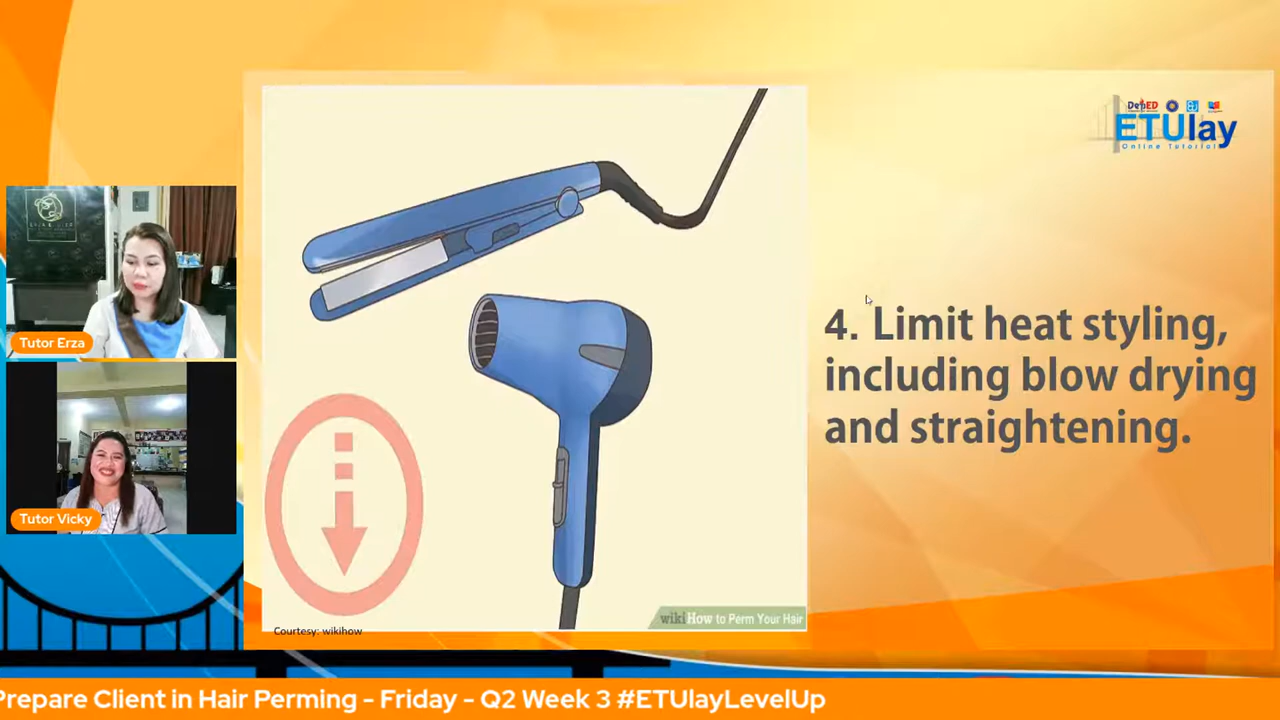 DepED
ETUlay
Online Tutorial
Tutor Erza
Tutor Vicky
4. Limit heat styling,
including blow drying
and straightening.
wikiHow to Perm Your Hair
Courtesy: wikihow
Prepare Client in Hair Perming - Friday - Q2 Week 3 #ETUlayLevelUp